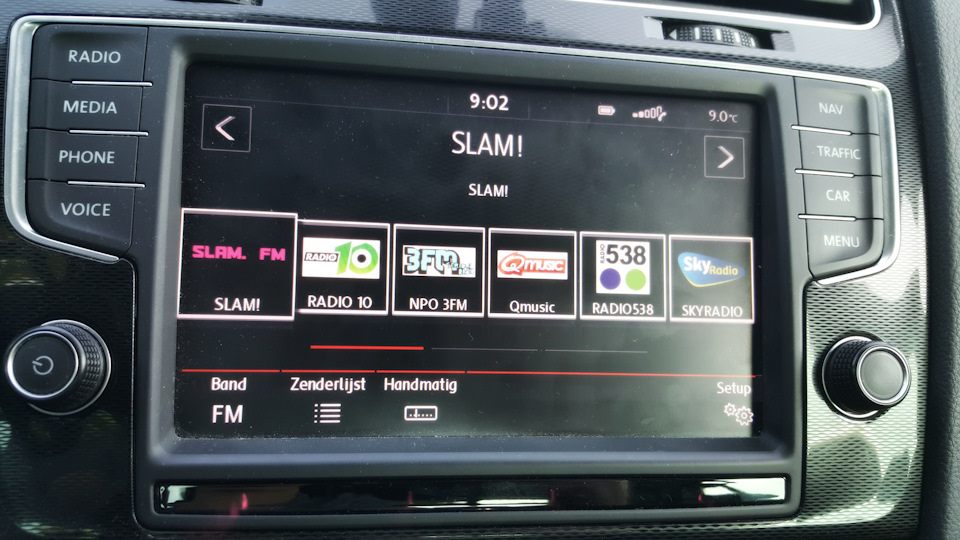 RADIO
MEDIA
PHONE
VOICE
9:02
9.0°C
SLAM!
SLAM!
SLAM. FM
SLAM!
RADIO 10
RADIO 10
3FM
NPO 3FM
Qmusic
Qmusic
RADIO 538
RADIO538
Sky Radio
SKYRADIO
Band
FM
Zenderlijst
Handmatig
Setup
NAV
TRAFFIC
CAR
MENU